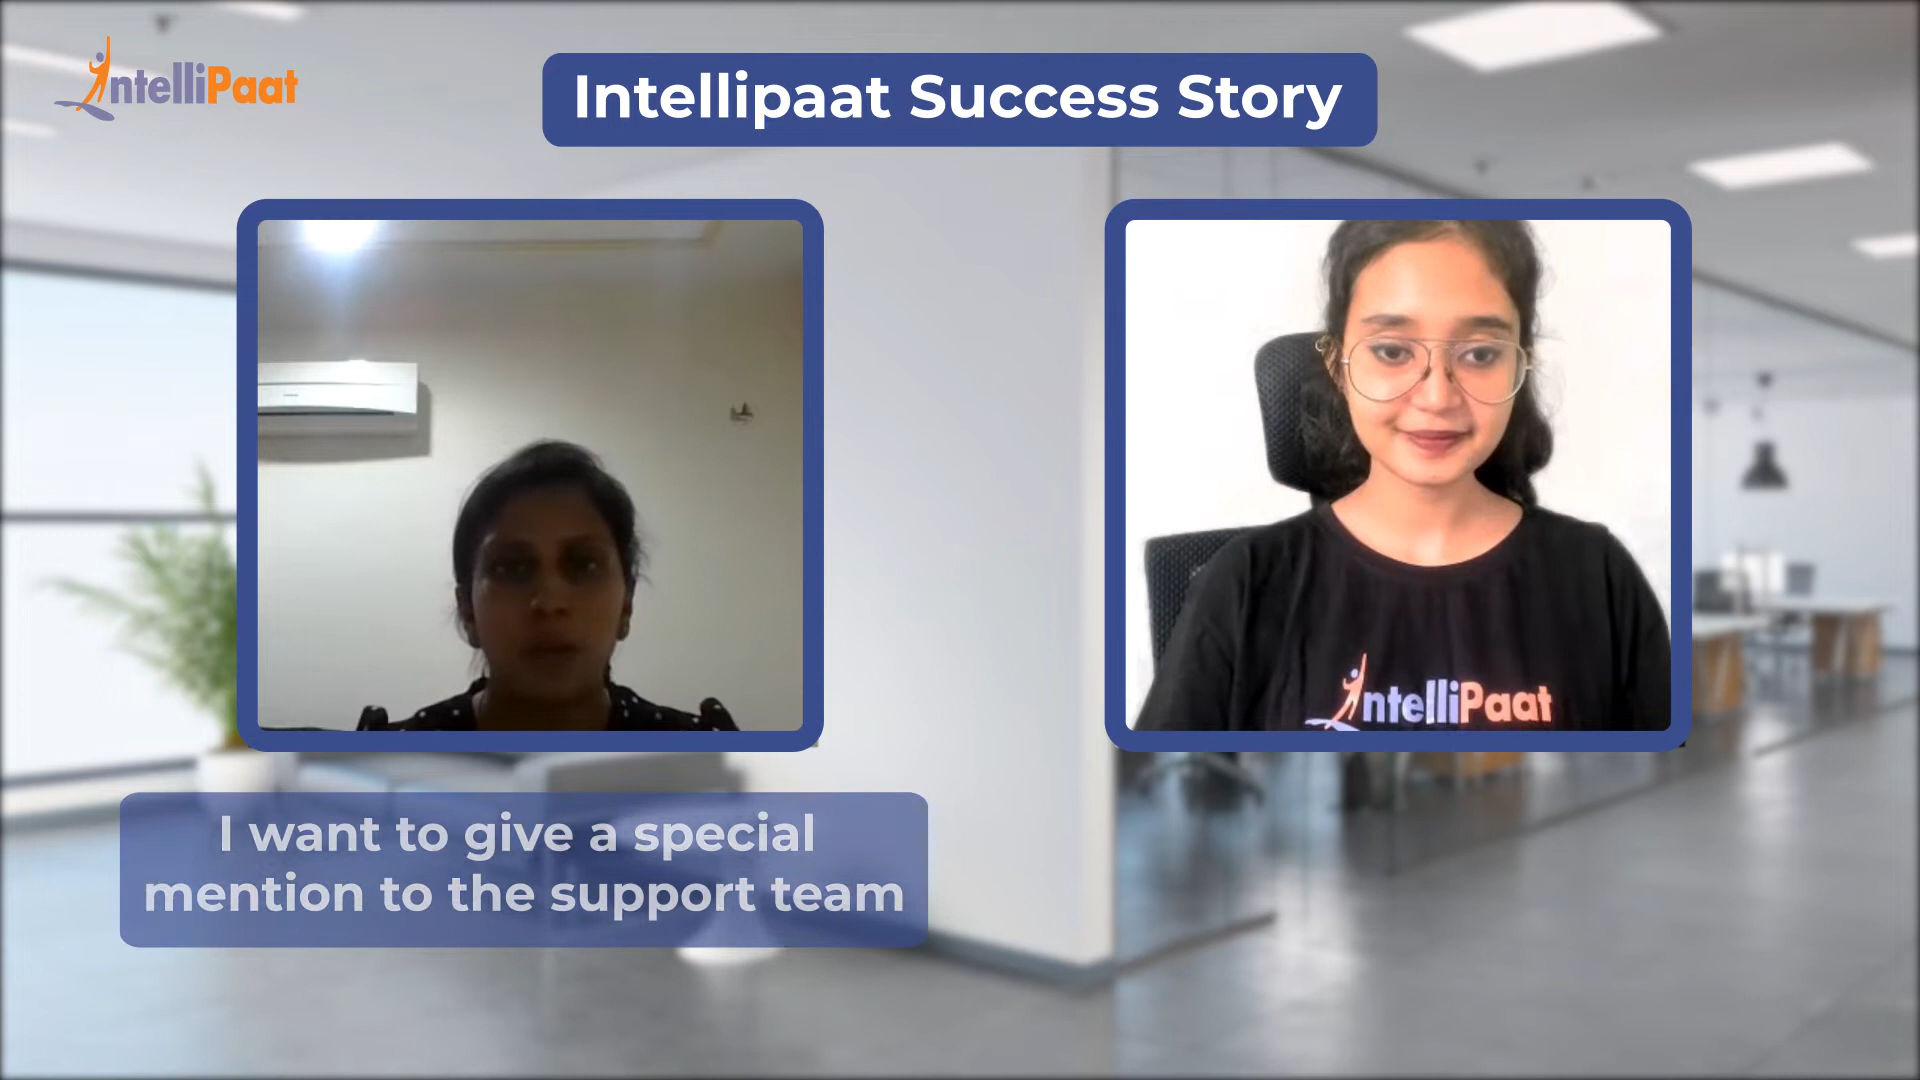 IntelliPaat
Intellipaat Success Story
IntelliPaat
I want to give a special
mention to the support team